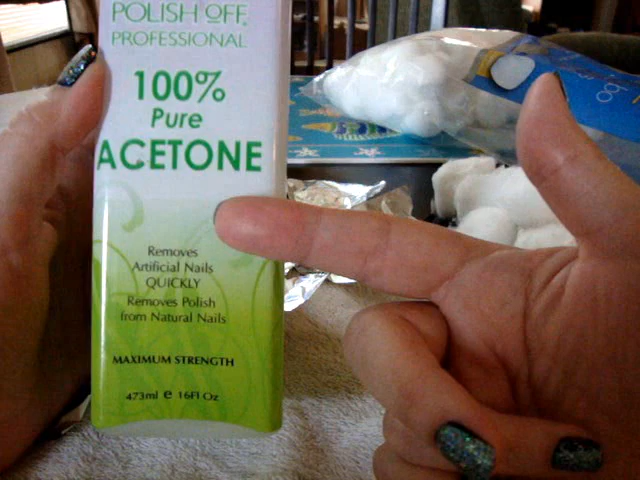 POLISH OFF
PROFESSIONAL
100%
Pure
ACETONE
Removes
Artificial Nails
QUICKLY
Removes Polish
from Natural Nails
MAXIMUM STRENGTH
473ml e 16Fl Oz